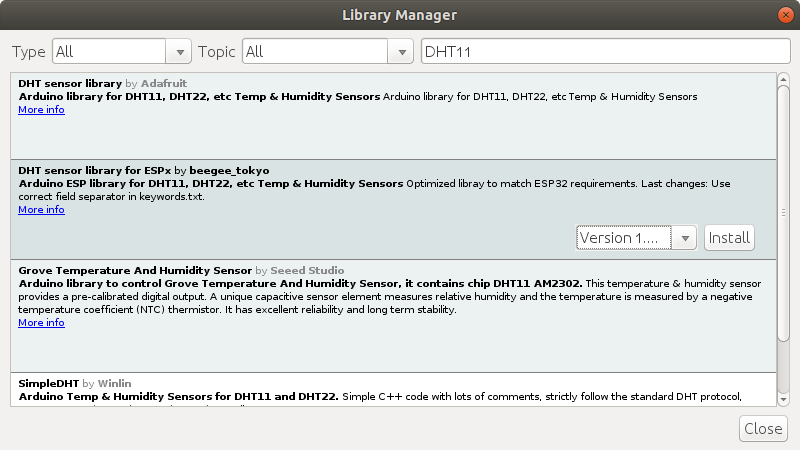 Library Manager
Type All Topic All DHT11
DHT sensor library by Adafruit
Arduino library for DHT11, DHT22, etc Temp & Humidity Sensors Arduino library for DHT11, DHT22, etc Temp & Humidity Sensors
More info
DHT sensor library for ESPx by beegee_tokyo
Arduino ESP library for DHT11, DHT22, etc Temp & Humidity Sensors Optimized libray to match ESP32 requirements. Last changes: Use
correct field separator in keywords.txt.
More info
Version 1.... Install
Grove Temperature And Humidity Sensor by Seeed Studio
Arduino library to control Grove Temperature And Humidity Sensor, it contains chip DHT11 AM2302. This temperature & humidity sensor
provides a pre-calibrated digital output. A unique capacitive sensor element measures relative humidity and the temperature is measured by a negative
temperature coefficient (NTC) thermistor. It has excellent reliability and long term stability.
More info
SimpleDHT by Winlin
Arduino Temp & Humidity Sensors for DHT11 and DHT22. Simple C++ code with lots of comments, strictly follow the standard DHT protocol,
Close